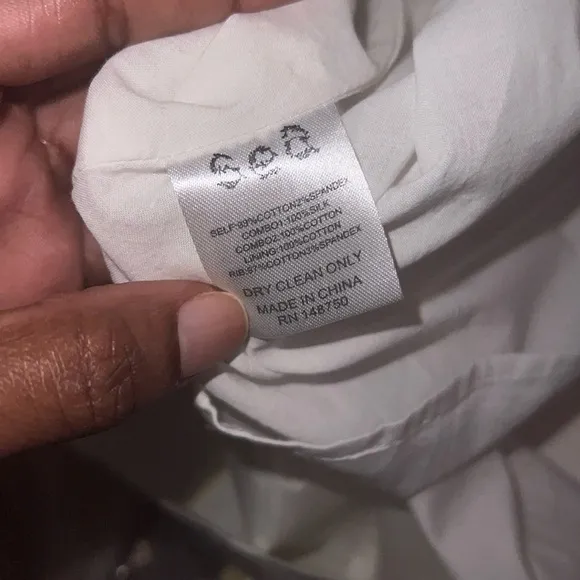 SELF:98%COTTON2%SPANDEX
COMBO1:100%SILK
COMBO2:100%COTTON
LINING:100%COTTON
RIB:97%COTTON3%SPANDEX
DRY CLEAN ONLY
MADE IN CHINA
RN 148750